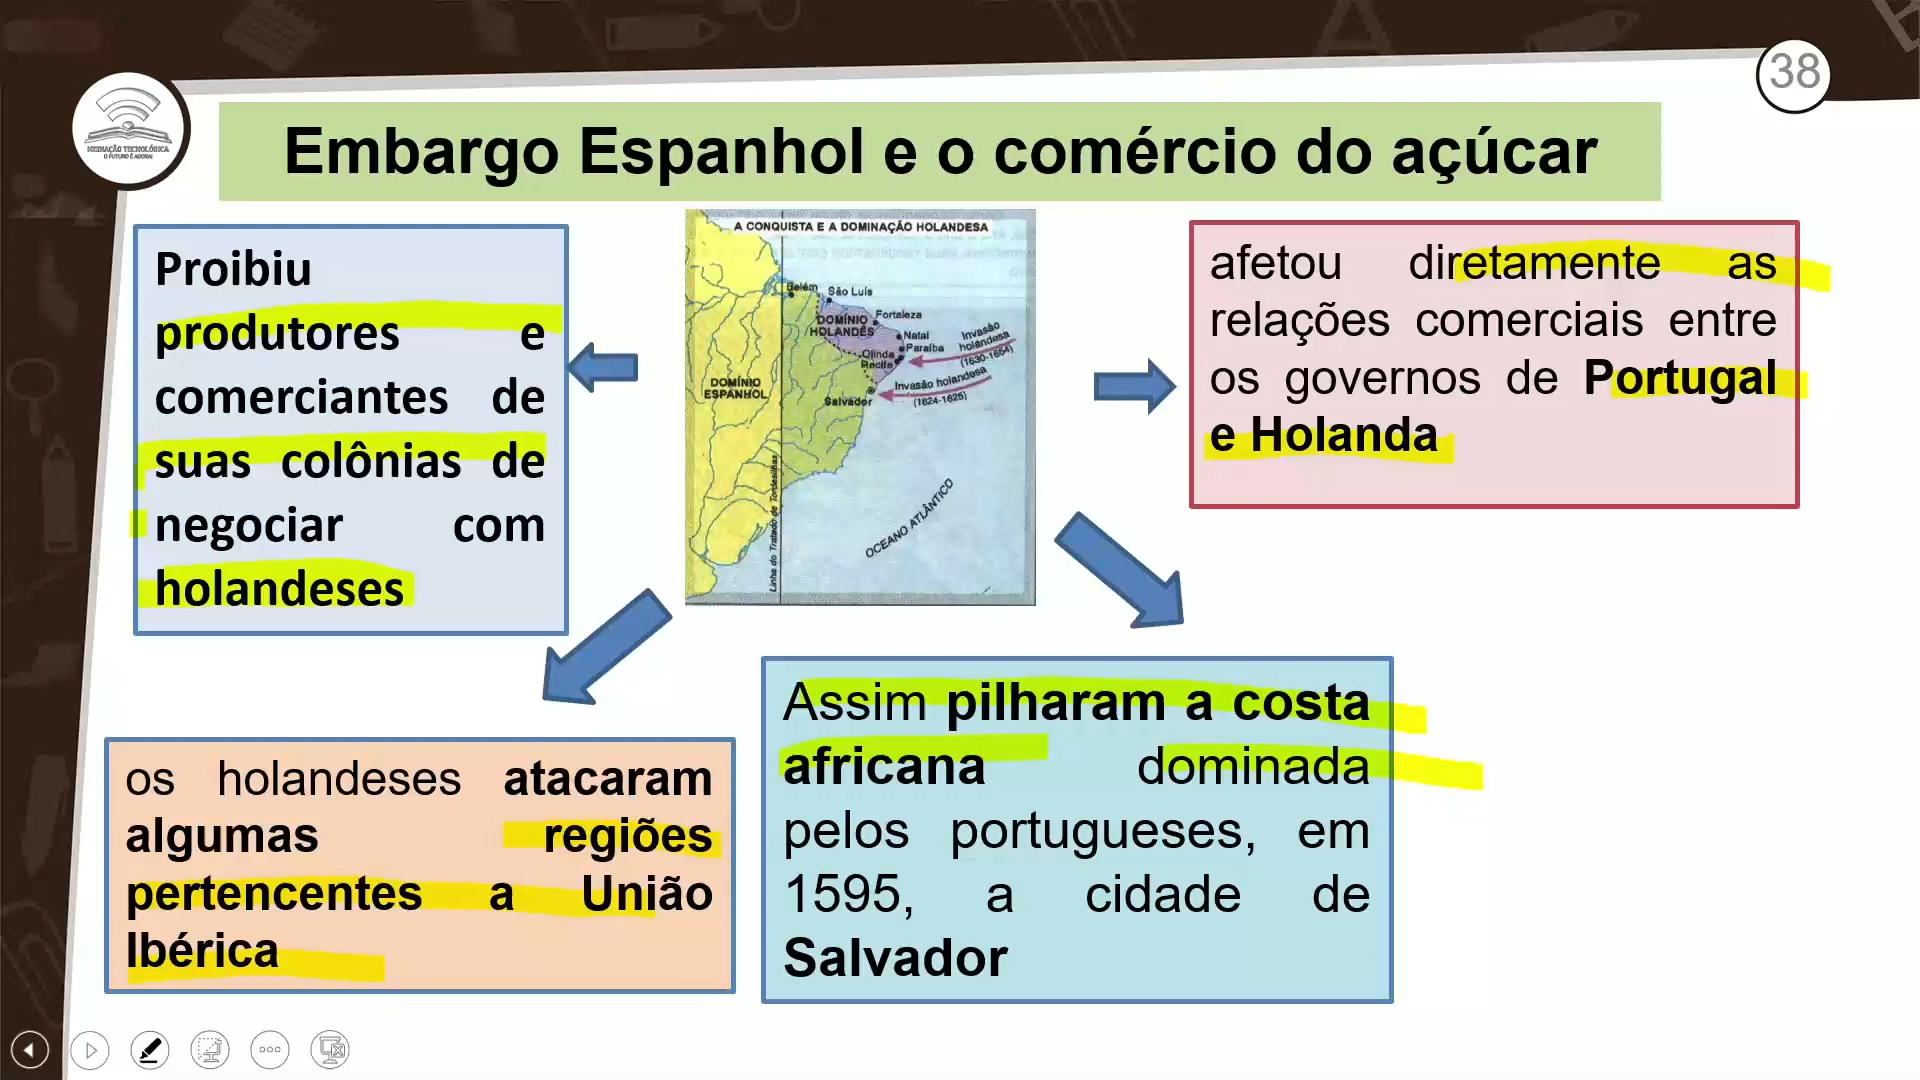 38
MEDIAÇÃO TECNOLÓGICA
O FUTURO É AGORA!
Embargo Espanhol e o comércio do açúcar
Proibiu
produtores e
comerciantes de
suas colônias de
negociar com
holandeses
A CONQUISTA E A DOMINAÇÃO HOLANDESA
Belém
São Luís
DOMÍNIO
HOLANDÊS
Fortaleza
Natal
Paraíba
Olinda
Recife
Invasão
holandesa
(1630-1654)
DOMÍNIO
ESPANHOL
Invasão holandesa
(1624-1625)
Salvador
Linha do Tratado de Tordesilhas
OCEANO ATLÂNTICO
afetou diretamente as
relações comerciais entre
os governos de Portugal
e Holanda
os holandeses atacaram
algumas regiões
pertencentes a União
Ibérica
Assim pilharam a costa
africana dominada
pelos portugueses, em
1595, a cidade de
Salvador